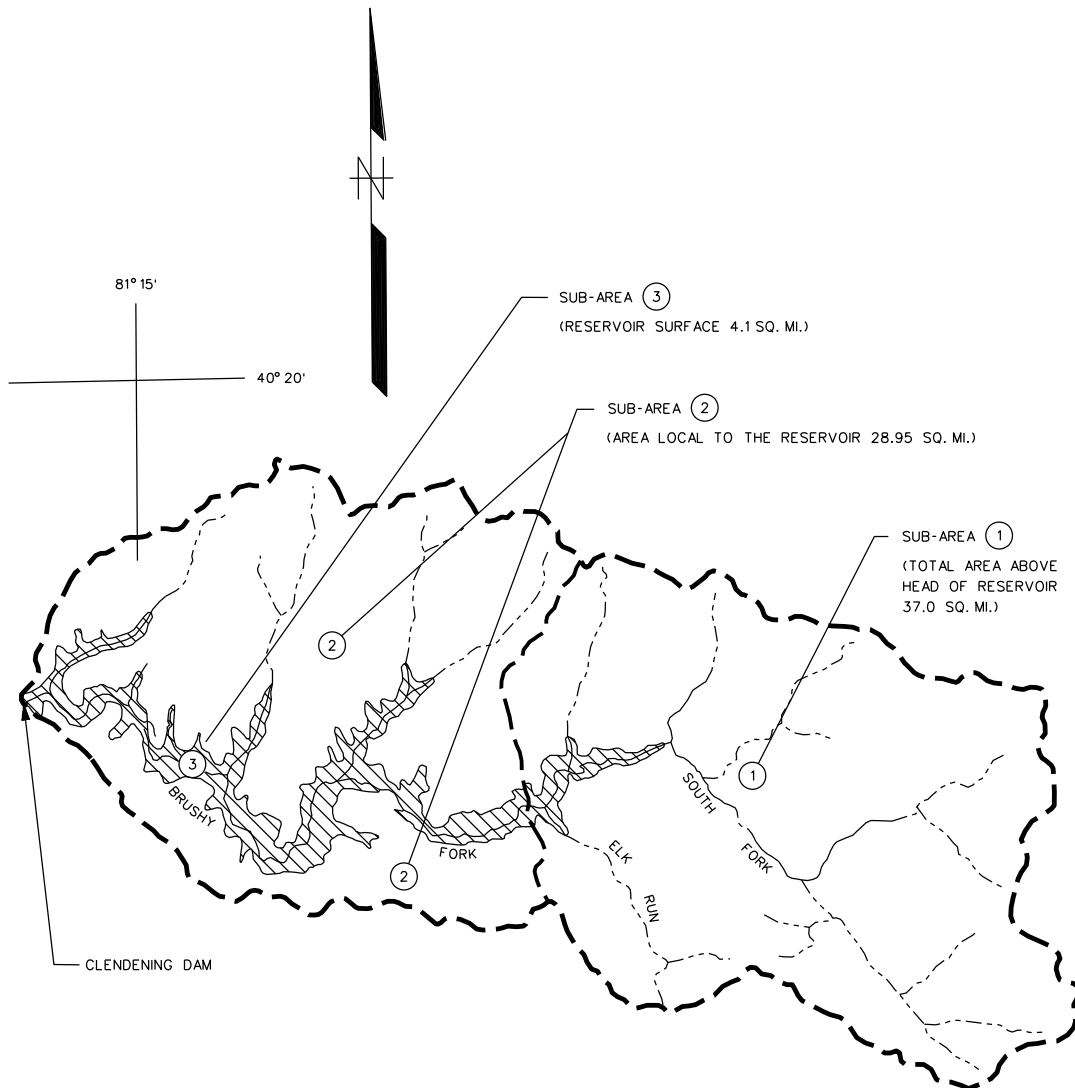 N
81° 15'
SUB-AREA 3
(RESERVOIR SURFACE 4.1 SQ. MI.)
40° 20'
SUB-AREA 2
(AREA LOCAL TO THE RESERVOIR 28.95 SQ. MI.)
SUB-AREA 1
(TOTAL AREA ABOVE
HEAD OF RESERVOIR
37.0 SQ. MI.)
2
3
1
BRUSHY
FORK
SOUTH
FORK
ELK
RUN
2
CLENDENING DAM